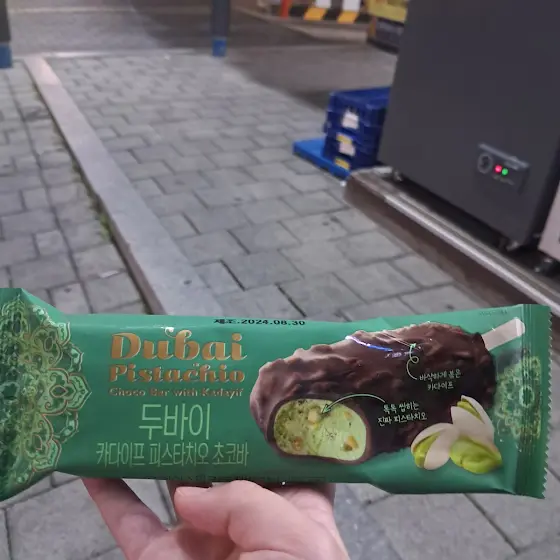 제조.2024.08.30
Dubai
Pistachio
Choco Bar with Kadayif
두바이
카다이프 피스타치오 초코바
바삭하게 볶은
카다이프
톡톡 씹히는
진짜 피스타치오